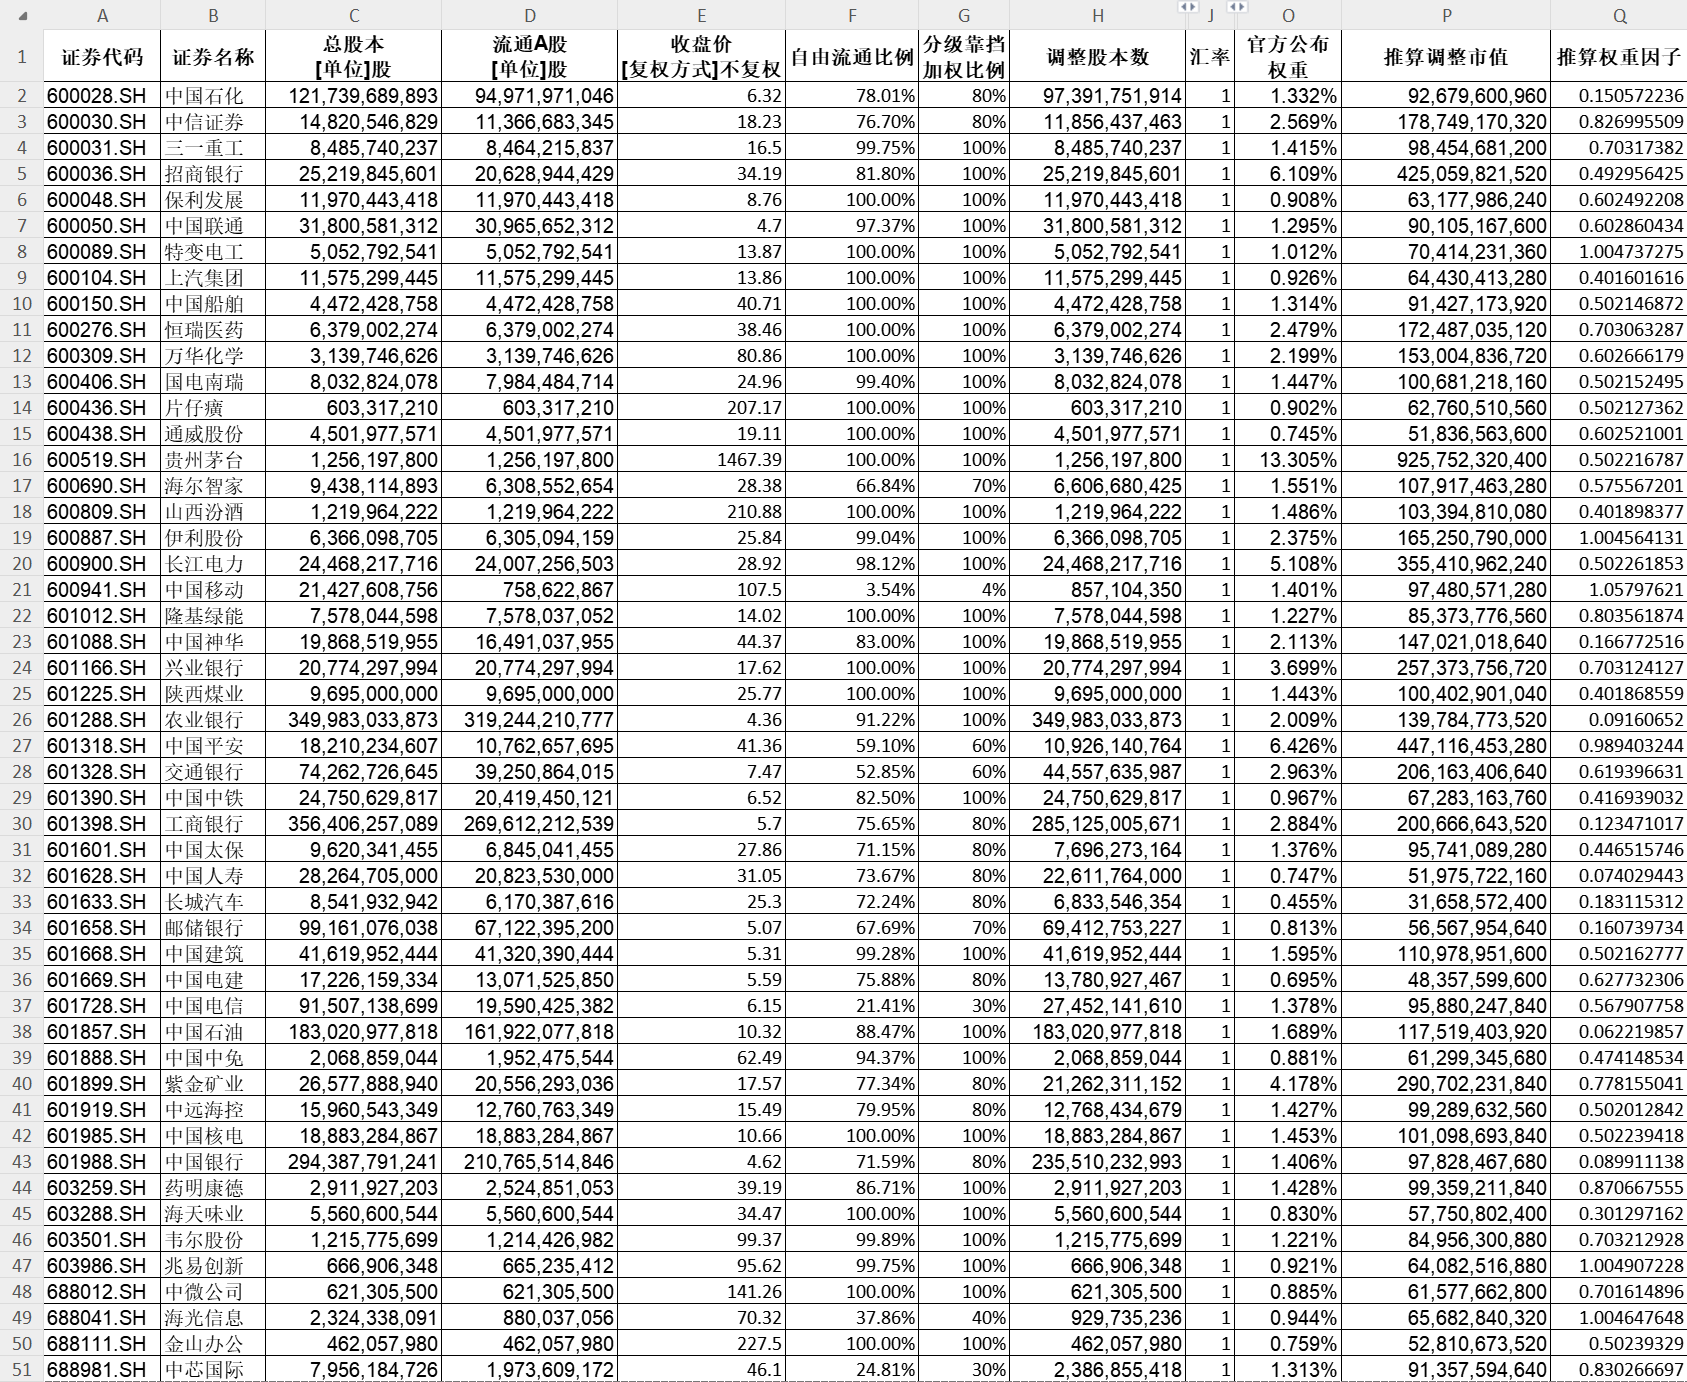 A B C D E F G H J O P Q
1 证券代码 证券名称 总股本 [单位]股 流通A股 [单位]股 收盘价 [复权方式]不复权 自由流通比例 分级靠挡 加权比例 调整股本数 汇率 官方公布 权重 推算调整市值 推算权重因子
2 600028.SH 中国石化 121,739,689,893 94,971,971,046 6.32 78.01% 80% 97,391,751,914 1 1.332% 92,679,600,960 0.150572236
3 600030.SH 中信证券 14,820,546,829 11,366,683,345 18.23 76.70% 80% 11,856,437,463 1 2.569% 178,749,170,320 0.826995509
4 600031.SH 三一重工 8,485,740,237 8,464,215,837 16.5 99.75% 100% 8,485,740,237 1 1.415% 98,454,681,200 0.70317382
5 600036.SH 招商银行 25,219,845,601 20,628,944,429 34.19 81.80% 100% 25,219,845,601 1 6.109% 425,059,821,520 0.492956425
6 600048.SH 保利发展 11,970,443,418 11,970,443,418 8.76 100.00% 100% 11,970,443,418 1 0.908% 63,177,986,240 0.602492208
7 600050.SH 中国联通 31,800,581,312 30,965,652,312 4.7 97.37% 100% 31,800,581,312 1 1.295% 90,105,167,600 0.602860434
8 600089.SH 特变电工 5,052,792,541 5,052,792,541 13.87 100.00% 100% 5,052,792,541 1 1.012% 70,414,231,360 1.004737275
9 600104.SH 上汽集团 11,575,299,445 11,575,299,445 13.86 100.00% 100% 11,575,299,445 1 0.926% 64,430,413,280 0.401601616
10 600150.SH 中国船舶 4,472,428,758 4,472,428,758 40.71 100.00% 100% 4,472,428,758 1 1.314% 91,427,173,920 0.502146872
11 600276.SH 恒瑞医药 6,379,002,274 6,379,002,274 38.46 100.00% 100% 6,379,002,274 1 2.479% 172,487,035,120 0.703063287
12 600309.SH 万华化学 3,139,746,626 3,139,746,626 80.86 100.00% 100% 3,139,746,626 1 2.199% 153,004,836,720 0.602666179
13 600406.SH 国电南瑞 8,032,824,078 7,984,484,714 24.96 99.40% 100% 8,032,824,078 1 1.447% 100,681,218,160 0.502152495
14 600436.SH 片仔癀 603,317,210 603,317,210 207.17 100.00% 100% 603,317,210 1 0.902% 62,760,510,560 0.502127362
15 600438.SH 通威股份 4,501,977,571 4,501,977,571 19.11 100.00% 100% 4,501,977,571 1 0.745% 51,836,563,600 0.602521001
16 600519.SH 贵州茅台 1,256,197,800 1,256,197,800 1467.39 100.00% 100% 1,256,197,800 1 13.305% 925,752,320,400 0.502216787
17 600690.SH 海尔智家 9,438,114,893 6,308,552,654 28.38 66.84% 70% 6,606,680,425 1 1.551% 107,917,463,280 0.575567201
18 600809.SH 山西汾酒 1,219,964,222 1,219,964,222 210.88 100.00% 100% 1,219,964,222 1 1.486% 103,394,810,080 0.401898377
19 600887.SH 伊利股份 6,366,098,705 6,305,094,159 25.84 99.04% 100% 6,366,098,705 1 2.375% 165,250,790,000 1.004564131
20 600900.SH 长江电力 24,468,217,716 24,007,256,503 28.92 98.12% 100% 24,468,217,716 1 5.108% 355,410,962,240 0.502261853
21 600941.SH 中国移动 21,427,608,756 758,622,867 107.5 3.54% 4% 857,104,350 1 1.401% 97,480,571,280 1.05797621
22 601012.SH 隆基绿能 7,578,044,598 7,578,037,052 14.02 100.00% 100% 7,578,044,598 1 1.227% 85,373,776,560 0.803561874
23 601088.SH 中国神华 19,868,519,955 16,491,037,955 44.37 83.00% 100% 19,868,519,955 1 2.113% 147,021,018,640 0.166772516
24 601166.SH 兴业银行 20,774,297,994 20,774,297,994 17.62 100.00% 100% 20,774,297,994 1 3.699% 257,373,756,720 0.703124127
25 601225.SH 陕西煤业 9,695,000,000 9,695,000,000 25.77 100.00% 100% 9,695,000,000 1 1.443% 100,402,901,040 0.401868559
26 601288.SH 农业银行 349,983,033,873 319,244,210,777 4.36 91.22% 100% 349,983,033,873 1 2.009% 139,784,773,520 0.09160652
27 601318.SH 中国平安 18,210,234,607 10,762,657,695 41.36 59.10% 60% 10,926,140,764 1 6.426% 447,116,453,280 0.989403244
28 601328.SH 交通银行 74,262,726,645 39,250,864,015 7.47 52.85% 60% 44,557,635,987 1 2.963% 206,163,406,640 0.619396631
29 601390.SH 中国中铁 24,750,629,817 20,419,450,121 6.52 82.50% 100% 24,750,629,817 1 0.967% 67,283,163,760 0.416939032
30 601398.SH 工商银行 356,406,257,089 269,612,212,539 5.7 75.65% 80% 285,125,005,671 1 2.884% 200,666,643,520 0.123471017
31 601601.SH 中国太保 9,620,341,455 6,845,041,455 27.86 71.15% 80% 7,696,273,164 1 1.376% 95,741,089,280 0.446515746
32 601628.SH 中国人寿 28,264,705,000 20,823,530,000 31.05 73.67% 80% 22,611,764,000 1 0.747% 51,975,722,160 0.074029443
33 601633.SH 长城汽车 8,541,932,942 6,170,387,616 25.3 72.24% 80% 6,833,546,354 1 0.455% 31,658,572,400 0.183115312
34 601658.SH 邮储银行 99,161,076,038 67,122,395,200 5.07 67.69% 70% 69,412,753,227 1 0.813% 56,567,954,640 0.160739734
35 601668.SH 中国建筑 41,619,952,444 41,320,390,444 5.31 99.28% 100% 41,619,952,444 1 1.595% 110,978,951,600 0.502162777
36 601669.SH 中国电建 17,226,159,334 13,071,525,850 5.59 75.88% 80% 13,780,927,467 1 0.695% 48,357,599,600 0.627732306
37 601728.SH 中国电信 91,507,138,699 19,590,425,382 6.15 21.41% 30% 27,452,141,610 1 1.378% 95,880,247,840 0.567907758
38 601857.SH 中国石油 183,020,977,818 161,922,077,818 10.32 88.47% 100% 183,020,977,818 1 1.689% 117,519,403,920 0.062219857
39 601888.SH 中国中免 2,068,859,044 1,952,475,544 62.49 94.37% 100% 2,068,859,044 1 0.881% 61,299,345,680 0.474148534
40 601899.SH 紫金矿业 26,577,888,940 20,556,293,036 17.57 77.34% 80% 21,262,311,152 1 4.178% 290,702,231,840 0.778155041
41 601919.SH 中远海控 15,960,543,349 12,760,763,349 15.49 79.95% 80% 12,768,434,679 1 1.427% 99,289,632,560 0.502012842
42 601985.SH 中国核电 18,883,284,867 18,883,284,867 10.66 100.00% 100% 18,883,284,867 1 1.453% 101,098,693,840 0.502239418
43 601988.SH 中国银行 294,387,791,241 210,765,514,846 4.62 71.59% 80% 235,510,232,993 1 1.406% 97,828,467,680 0.089911138
44 603259.SH 药明康德 2,911,927,203 2,524,851,053 39.19 86.71% 100% 2,911,927,203 1 1.428% 99,359,211,840 0.870667555
45 603288.SH 海天味业 5,560,600,544 5,560,600,544 34.47 100.00% 100% 5,560,600,544 1 0.830% 57,750,802,400 0.301297162
46 603501.SH 韦尔股份 1,215,775,699 1,214,426,982 99.37 99.89% 100% 1,215,775,699 1 1.221% 84,956,300,880 0.703212928
47 603986.SH 兆易创新 666,906,348 665,235,412 95.62 99.75% 100% 666,906,348 1 0.921% 64,082,516,880 1.004907228
48 688012.SH 中微公司 621,305,500 621,305,500 141.26 100.00% 100% 621,305,500 1 0.885% 61,577,662,800 0.701614896
49 688041.SH 海光信息 2,324,338,091 880,037,056 70.32 37.86% 40% 929,735,236 1 0.944% 65,682,840,320 1.004647648
50 688111.SH 金山办公 462,057,980 462,057,980 227.5 100.00% 100% 462,057,980 1 0.759% 52,810,673,520 0.50239329
51 688981.SH 中芯国际 7,956,184,726 1,973,609,172 46.1 24.81% 30% 2,386,855,418 1 1.313% 91,357,594,640 0.830266697